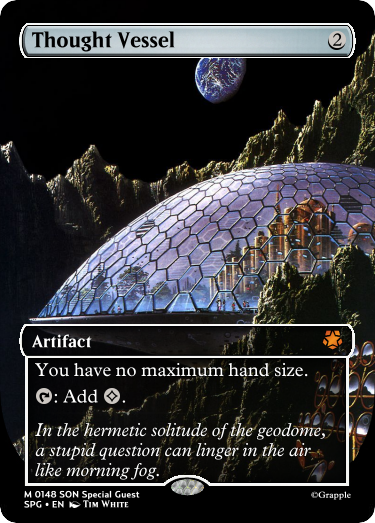 Thought Vessel 2
Artifact
You have no maximum hand size.
: Add .
In the hermetic solitude of the geodome,
a stupid question can linger in the air
like morning fog.
M 0148 SON Special Guest
SPG • EN Tim White
©Grapple